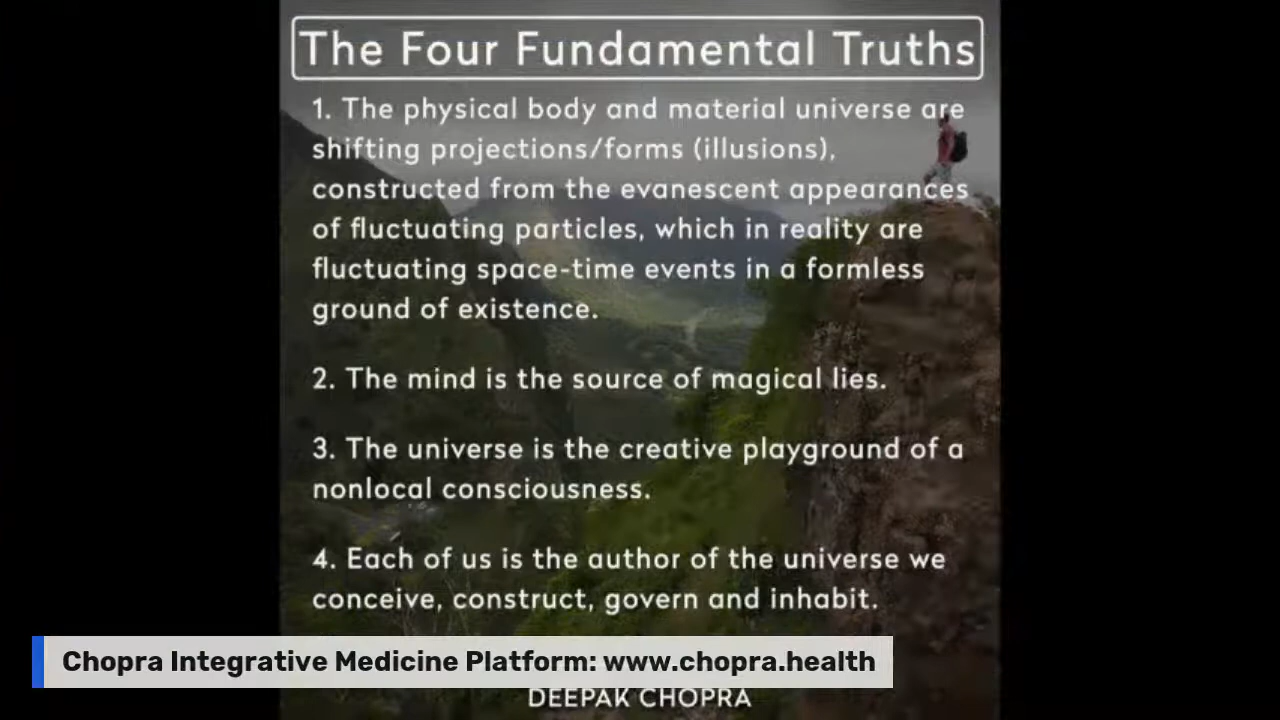 The Four Fundamental Truths
1. The physical body and material universe are
shifting projections/forms (illusions),
constructed from the evanescent appearances
of fluctuating particles, which in reality are
fluctuating space-time events in a formless
ground of existence.
2. The mind is the source of magical lies.
3. The universe is the creative playground of a
nonlocal consciousness.
4. Each of us is the author of the universe we
conceive, construct, govern and inhabit.
Chopra Integrative Medicine Platform: www.chopra.health
DEEPAK CHOPRA